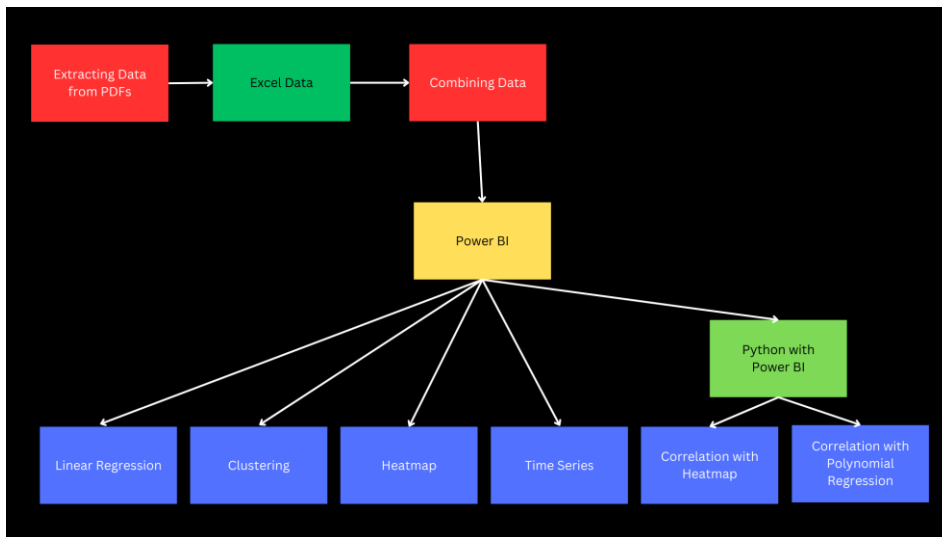 Extracting Data
from PDFs
Excel Data
Combining Data
Power BI
Python with
Power BI
Linear Regression
Clustering
Heatmap
Time Series
Correlation with
Heatmap
Correlation with
Polynomial
Regression